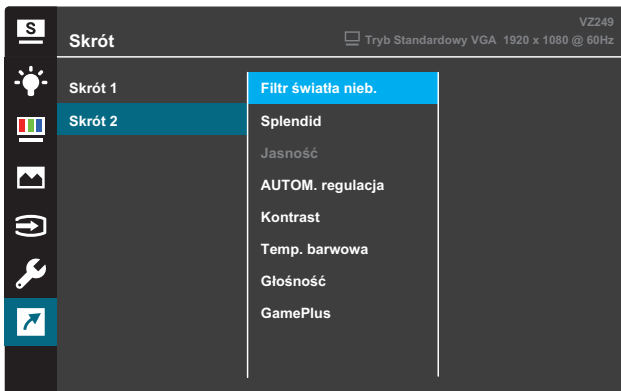 S
VZ249
Skrót
Tryb Standardowy VGA 1920 x 1080 @ 60Hz
Skrót 1
Skrót 2
Filtr światła nieb.
Splendid
Jasność
AUTOM. regulacja
Kontrast
Temp. barwowa
Głośność
GamePlus